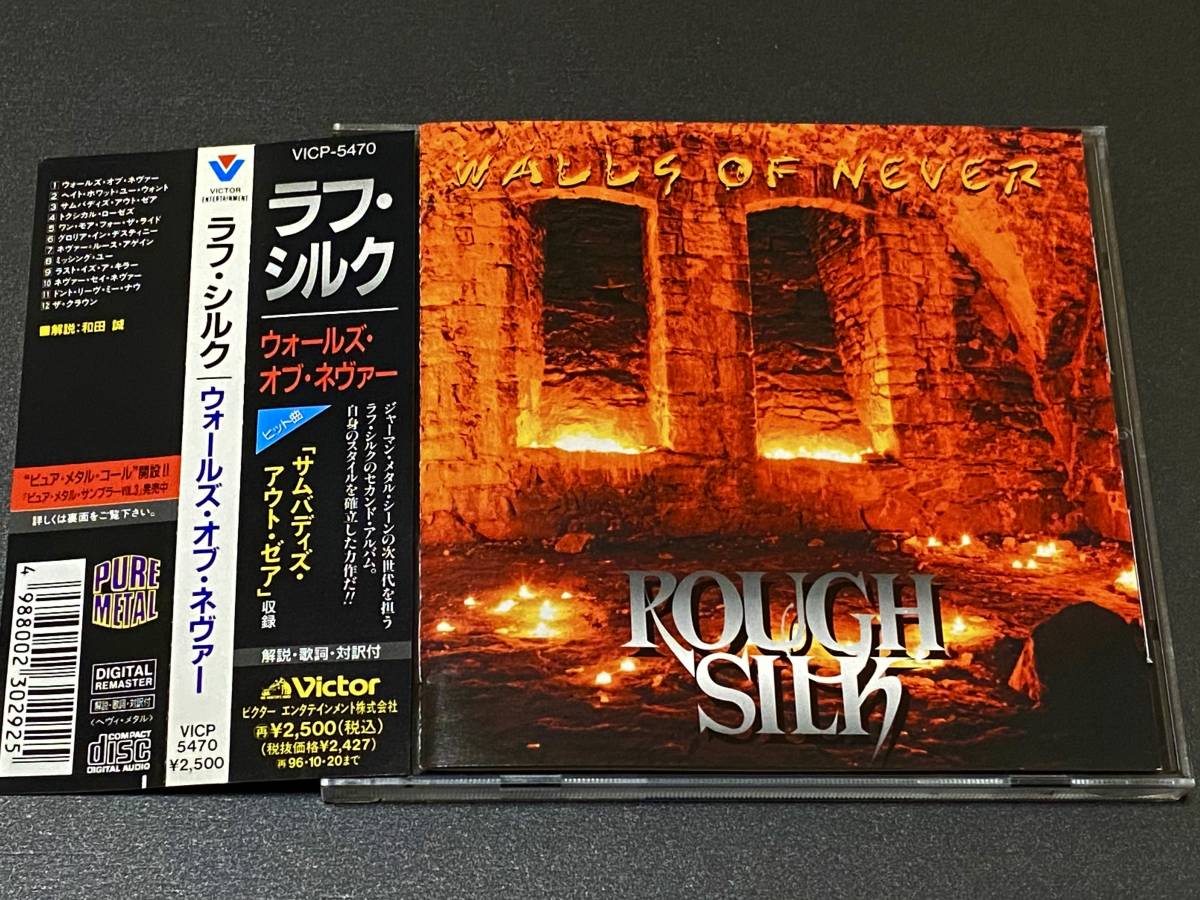 1 ウォールズ・オブ・ネヴァー
2 ヘイト・ホワット・ユー・ウォント
3 サムバディズ・アウト・ゼア
4 トクシカル・ローゼズ
5 ワン・モア・フォー・ザ・ライド
6 グロリア・イン・デスティニー
7 ネヴァー・ルース・アゲイン
8 ミッシング・ユー
9 ラスト・イズ・ア・キラー
10 ネヴァー・セイ・ネヴァー
11 ドント・リーヴ・ミー・ナウ
12 ザ・クラウン
■解説：和田 誠
“ピュア・メタル・コール”開設!!
「ピュア・メタル・サンプラーVOL.3」発売中
詳しくは裏面をご覧下さい。
4 988002 302925
PURE
METAL
DIGITAL
REMASTER
解説・歌詞・対訳付
〈ヘヴィ・メタル〉
COMPACT
disc
DIGITAL AUDIO
VICTOR
ENTERTAINMENT
ラフ・シルク
ウォールズ・オブ・ネヴァー
VICP
5470
¥2,500
VICP-5470
ラフ・
シルク
ウォールズ・
オブ・ネヴァー
ヒット曲
「サムバディズ・
アウト・ゼア」収録
ジャーマン・メタル・シーンの次世代を担う
ラフ・シルクのセカンド・アルバム。
自身のスタイルを確立した力作だ!!
解説・歌詞・対訳付
Victor
ビクター エンタテインメント株式会社
再¥2,500(税込)
(税抜価格¥2,427)
再96・10・20まで
WALLS OF NEVER
ROUGH
SILK